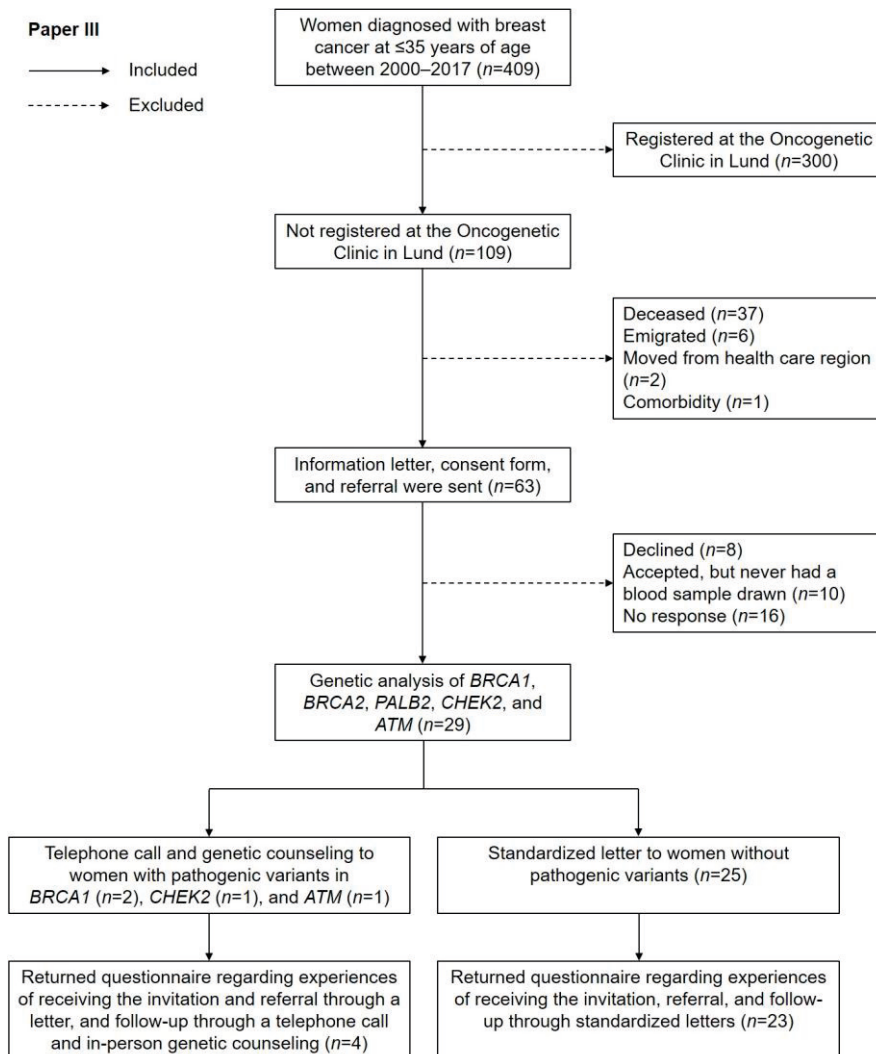 Paper III
Included
Excluded
Women diagnosed with breast
cancer at ≤35 years of age
between 2000–2017 (n=409)
Registered at the Oncogenetic
Clinic in Lund (n=300)
Not registered at the Oncogenetic
Clinic in Lund (n=109)
Deceased (n=37)
Emigrated (n=6)
Moved from health care region
(n=2)
Comorbidity (n=1)
Information letter, consent form,
and referral were sent (n=63)
Declined (n=8)
Accepted, but never had a
blood sample drawn (n=10)
No response (n=16)
Genetic analysis of BRCA1,
BRCA2, PALB2, CHEK2, and
ATM (n=29)
Telephone call and genetic counseling to
women with pathogenic variants in
BRCA1 (n=2), CHEK2 (n=1), and ATM (n=1)
Standardized letter to women without
pathogenic variants (n=25)
Returned questionnaire regarding experiences
of receiving the invitation and referral through a
letter, and follow-up through a telephone call
and in-person genetic counseling (n=4)
Returned questionnaire regarding experiences
of receiving the invitation, referral, and follow-
up through standardized letters (n=23)